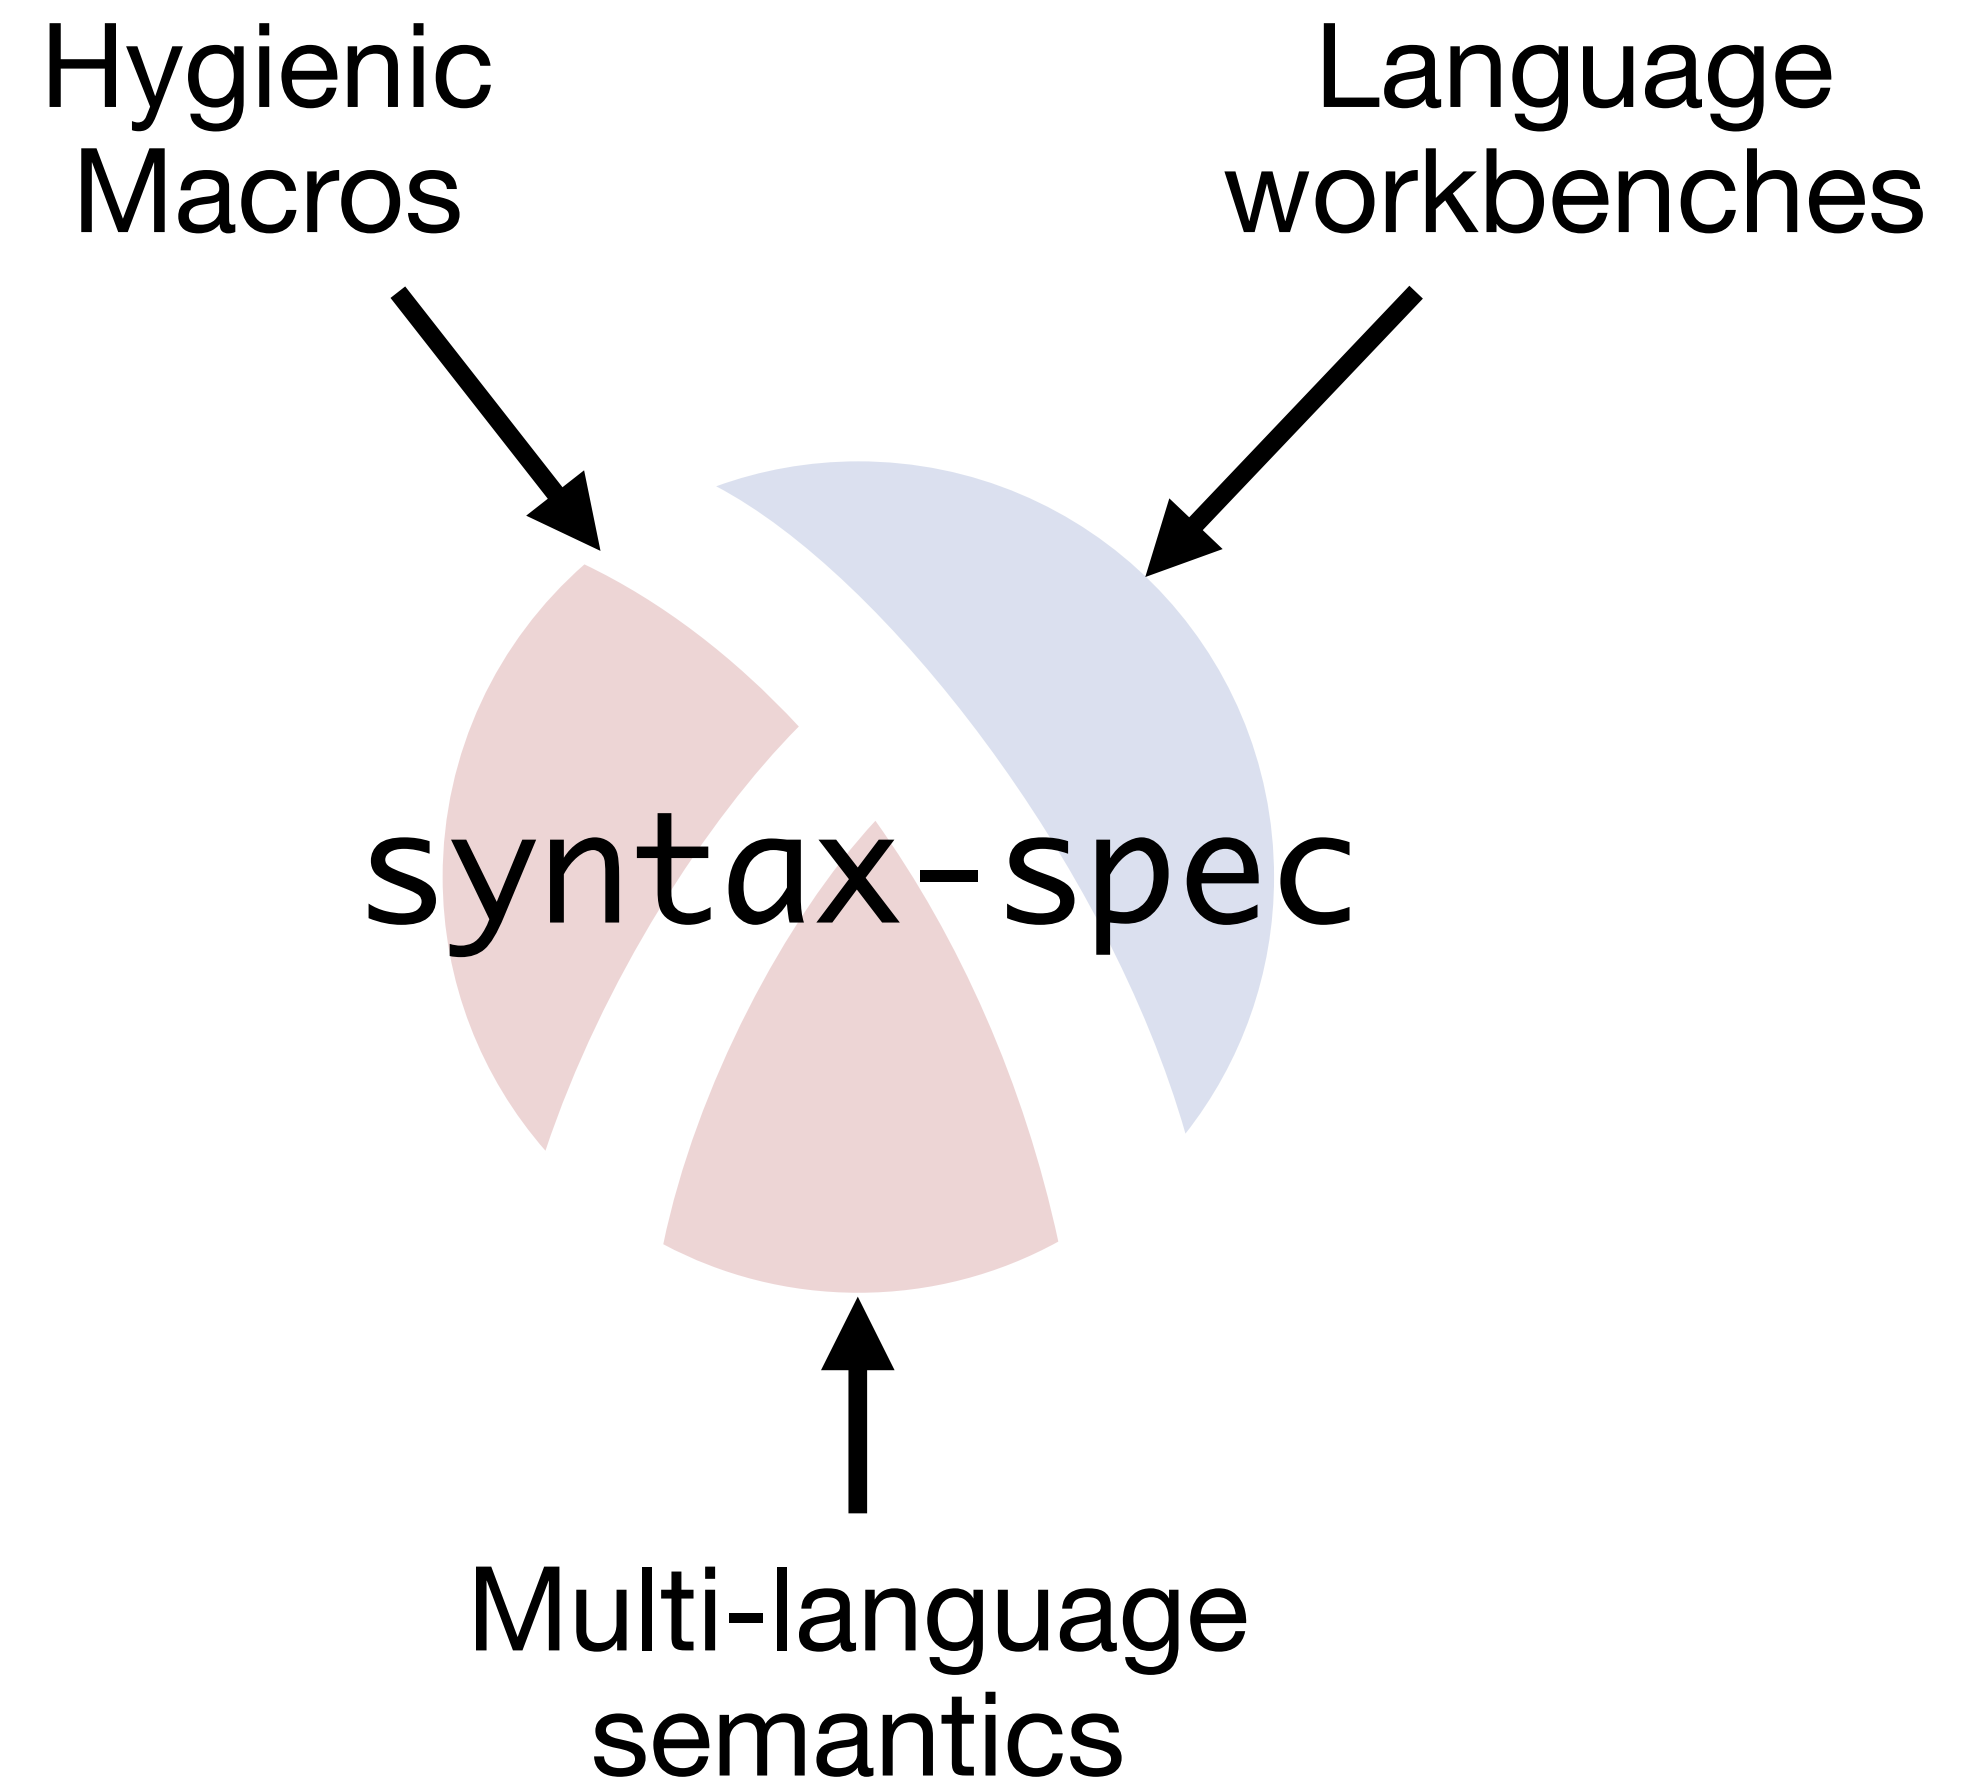 Hygienic
Macros
Language
workbenches
syntax-spec
Multi-language
semantics